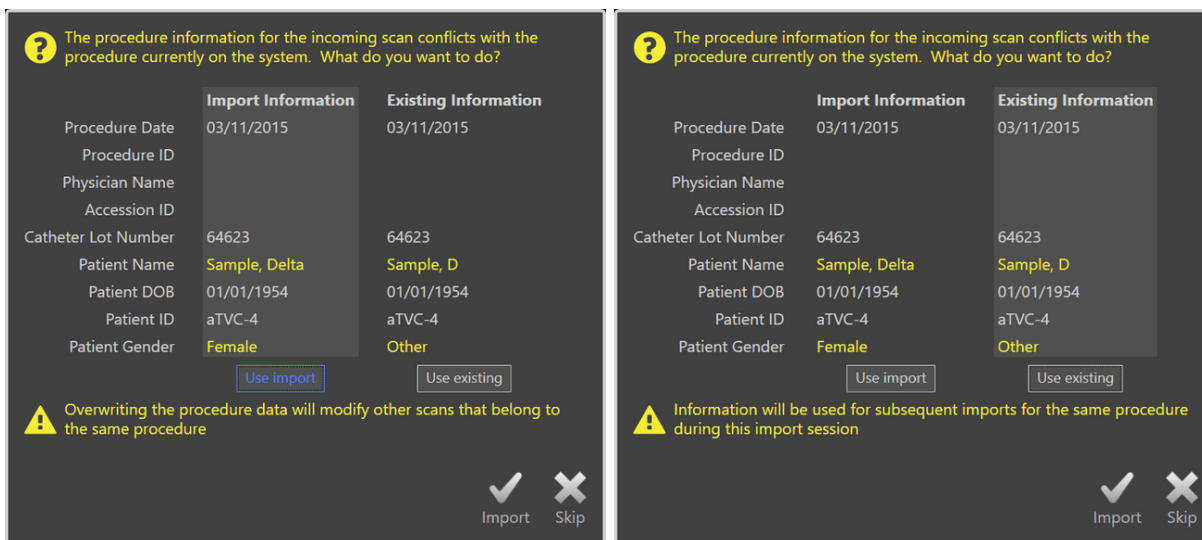 The procedure information for the incoming scan conflicts with the
procedure currently on the system. What do you want to do?
Import Information Existing Information
Procedure Date 03/11/2015 03/11/2015
Procedure ID
Physician Name
Accession ID
Catheter Lot Number 64623 64623
Patient Name Sample, Delta Sample, D
Patient DOB 01/01/1954 01/01/1954
Patient ID aTVC-4 aTVC-4
Patient Gender Female Other
Use import Use existing
Overwriting the procedure data will modify other scans that belong to
the same procedure
Import Skip
The procedure information for the incoming scan conflicts with the
procedure currently on the system. What do you want to do?
Import Information Existing Information
Procedure Date 03/11/2015 03/11/2015
Procedure ID
Physician Name
Accession ID
Catheter Lot Number 64623 64623
Patient Name Sample, Delta Sample, D
Patient DOB 01/01/1954 01/01/1954
Patient ID aTVC-4 aTVC-4
Patient Gender Female Other
Use import Use existing
Information will be used for subsequent imports for the same procedure
during this import session
Import Skip